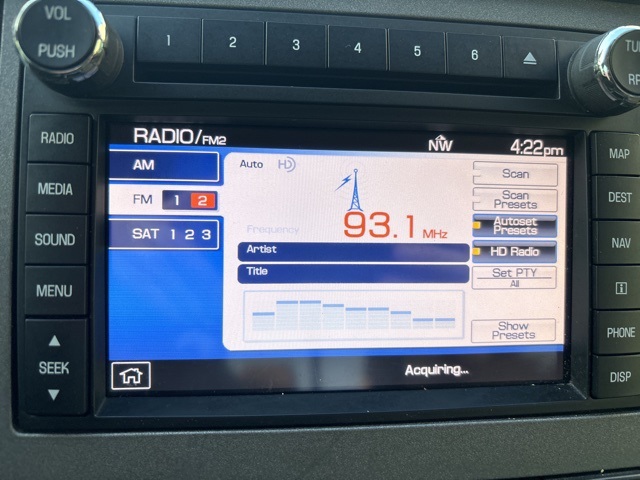 VOL
PUSH
1 2 3 4 5 6
TU
RP
RADIO
MEDIA
SOUND
MENU
SEEK
RADIO/FM2
NW
4:22pm
AM
FM 1 2
SAT 1 2 3
Auto HD
Frequency
93.1 MHz
Artist
Title
Scan
Scan
Presets
Autoset
Presets
HD Radio
Set PTY
All
Show
Presets
Acquiring...
MAP
DEST
NAV
i
PHONE
DISP